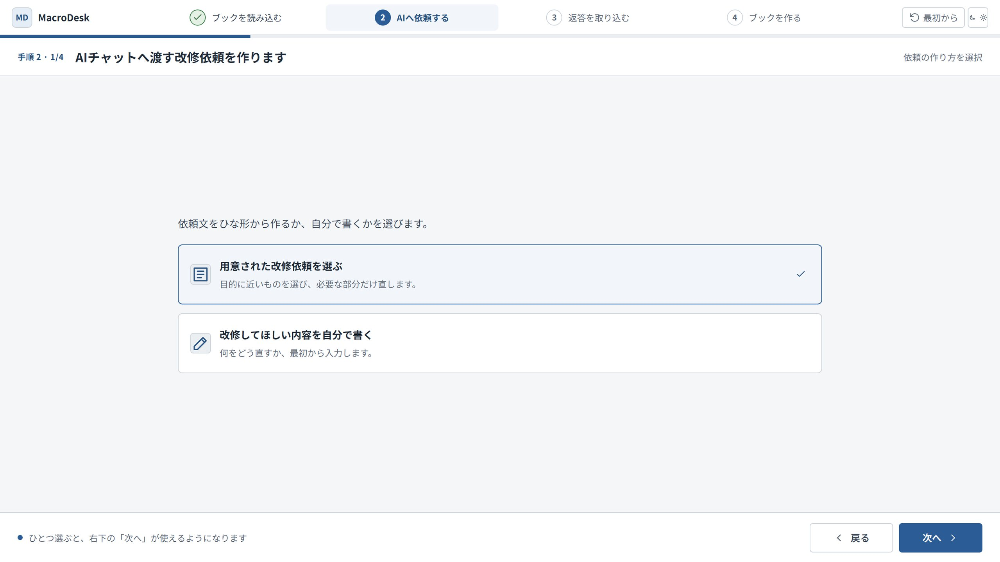 MD MacroDesk ブックを読み込む 2 AIへ依頼する 3 返答を取り込む 4 ブックを作る 最初から
手順 2・1/4 AIチャットへ渡す改修依頼を作ります 依頼の作り方を選択
依頼文をひな形から作るか、自分で書くかを選びます。
用意された改修依頼を選ぶ
目的に近いものを選び、必要な部分だけ直します。
改修してほしい内容を自分で書く
何をどう直すか、最初から入力します。
ひとつ選ぶと、右下の「次へ」が使えるようになります 戻る 次へ